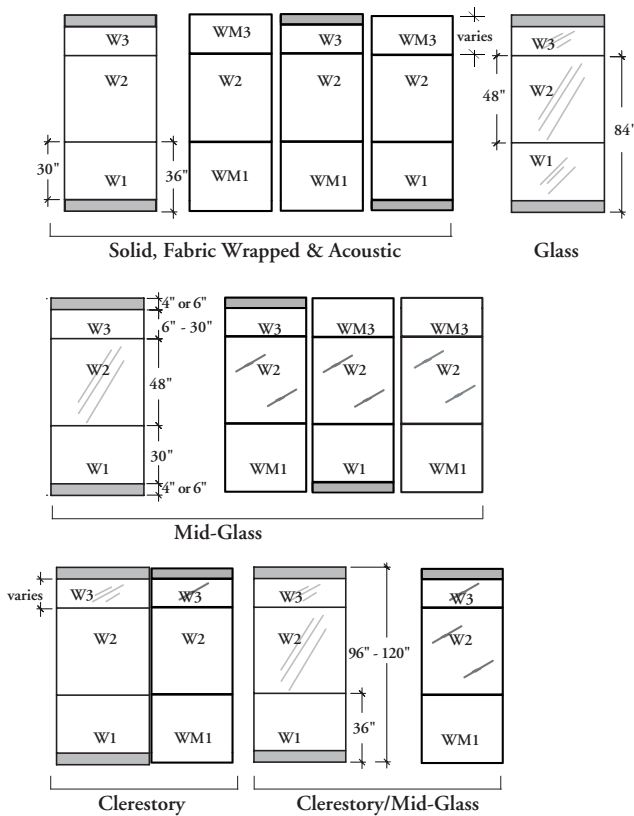 W3 WM3 W3 WM3 varies W3
W2 W2 W2 W2 48" W2 84'
30" W1 36" WM1 WM1 W1 W1
Solid, Fabric Wrapped & Acoustic Glass
4" or 6"
6" - 30"
W3 W3 WM3 WM3
W2 48" W2 W2 W2
30"
W1 WM1 W1 WM1
4" or 6"
Mid-Glass
varies W3 W3 W3 W3
W2 W2 W2 96" - 120" W2
36"
W1 WM1 W1 WM1
Clerestory Clerestory/Mid-Glass